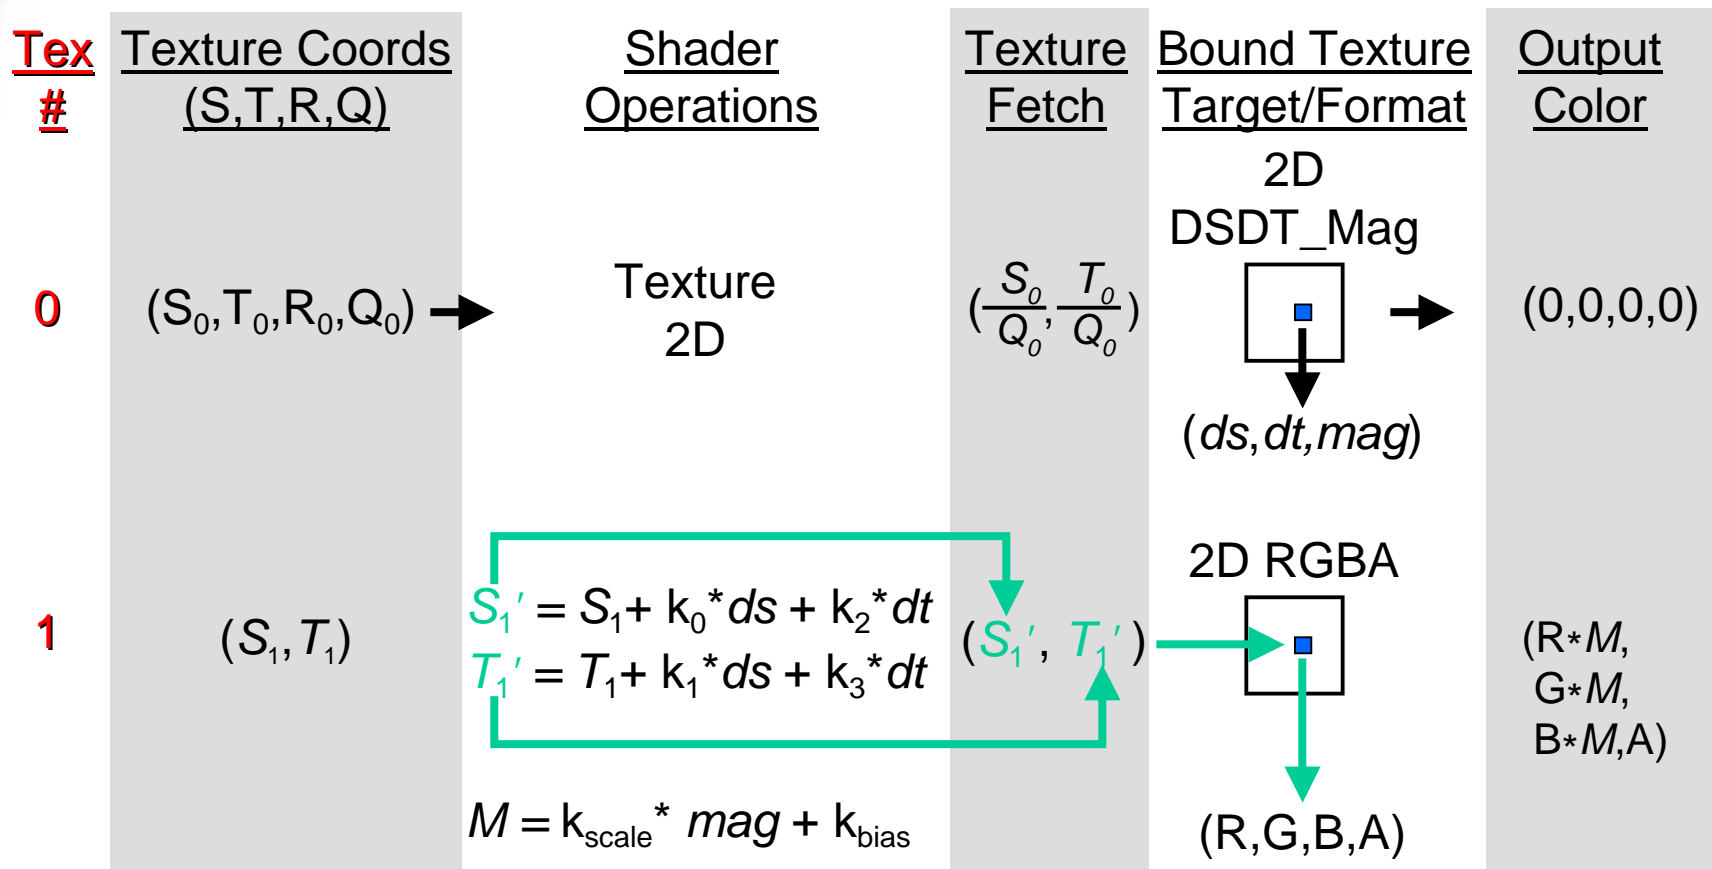 Tex
#
Texture Coords
(S,T,R,Q)
Shader
Operations
Texture
Fetch
Bound Texture
Target/Format
Output
Color
0
(S₀,T₀,R₀,Q₀)
Texture
2D
(S₀/Q₀, T₀/Q₀)
2D
DSDT_Mag
(ds,dt,mag)
(0,0,0,0)
1
(S₁,T₁)
S₁′ = S₁+ k₀*ds + k₂*dt
T₁′ = T₁+ k₁*ds + k₃*dt
M = k_scale* mag + k_bias
(S₁′, T₁′)
2D RGBA
(R,G,B,A)
(R*M,
G*M,
B*M,A)